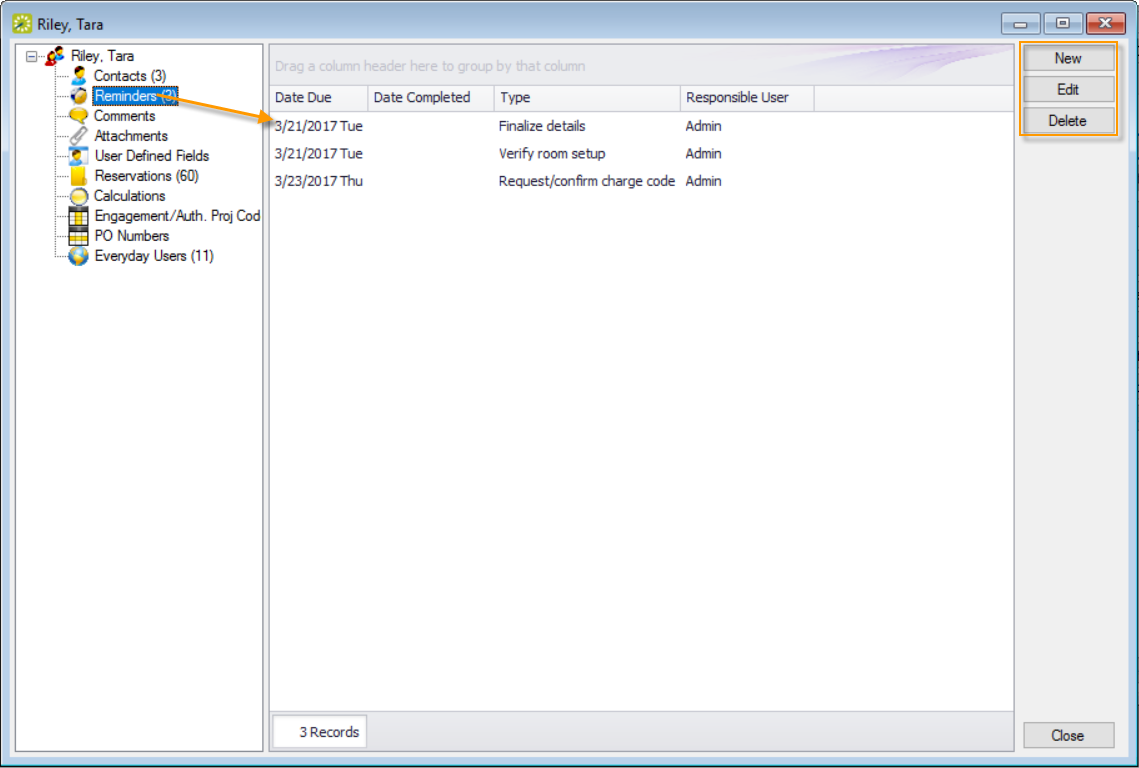 Riley, Tara
Riley, Tara
Contacts (3)
Reminders (3)
Comments
Attachments
User Defined Fields
Reservations (60)
Calculations
Engagement/Auth. Proj Cod
PO Numbers
Everyday Users (11)
Drag a column header here to group by that column
Date Due Date Completed Type Responsible User
3/21/2017 Tue Finalize details Admin
3/21/2017 Tue Verify room setup Admin
3/23/2017 Thu Request/confirm charge code Admin
3 Records
New
Edit
Delete
Close